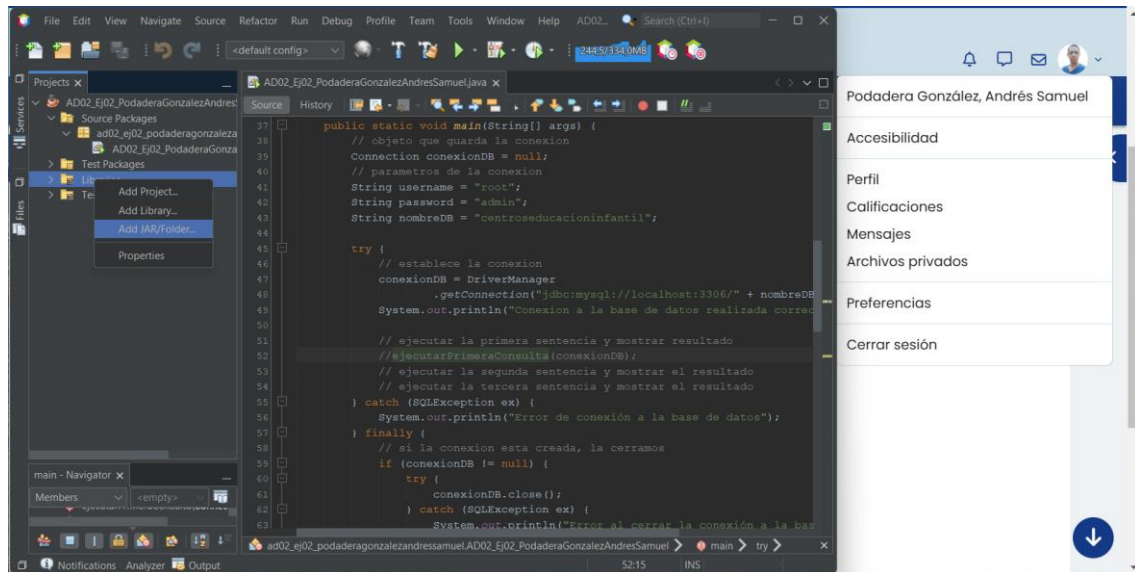 File Edit View Navigate Source Refactor Run Debug Profile Team Tools Window Help AD02... Search (Ctrl+I)
<default config> 244,5/334,0MB
Projects
AD02_Ej02_PodaderaGonzalezAndresSamuel.java
Services
Files
AD02_Ej02_PodaderaGonzalezAndres
Source Packages
ad02_ej02_podaderagonzaleza
AD02_Ej02_PodaderaGonza
Test Packages
Libraries
Te
Add Project...
Add Library...
Add JAR/Folder...
Properties
Source History
37 public static void main(String[] args) {
38 // objeto que guarda la conexion
39 Connection conexionDB = null;
40 // parametros de la conexion
41 String username = "root";
42 String password = "admin";
43 String nombreDB = "centroseducacioninfantil";
44
45 try {
46 // establece la conexion
47 conexionDB = DriverManager
48 .getConnection("jdbc:mysql://localhost:3306/" + nombreDB
49 System.out.println("Conexion a la base de datos realizada correc
50
51 // ejecutar la primera sentencia y mostrar resultado
52 //ejecutarPrimeraConsulta(conexionDB);
53 // ejecutar la segunda sentencia y mostrar el resultado
54 // ejecutar la tercera sentencia y mostrar el resultado
55 } catch (SQLException ex) {
56 System.out.println("Error de conexión a la base de datos");
57 } finally {
58 // si la conexion esta creada, la cerramos
59 if (conexionDB != null) {
60 try {
61 conexionDB.close();
62 } catch (SQLException ex) {
63 System.out.println("Error al cerrar la conexión a la bas
main - Navigator
Members <empty>
ad02_ej02_podaderagonzalezandressamuel.AD02_Ej02_PodaderaGonzalezAndresSamuel main try
Notifications Analyzer Output
52:15 INS
Podadera González, Andrés Samuel
Accesibilidad
Perfil
Calificaciones
Mensajes
Archivos privados
Preferencias
Cerrar sesión